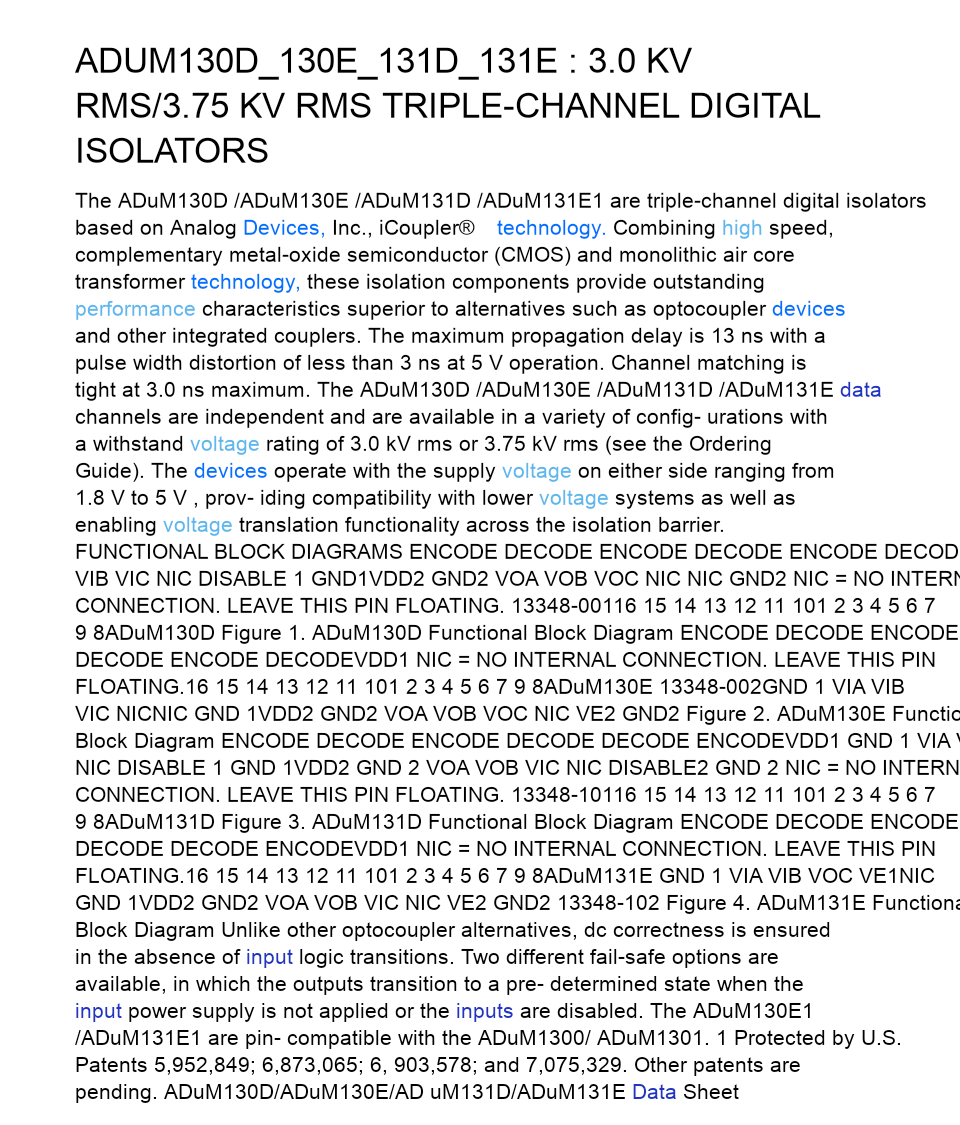 ADUM130D_130E_131D_131E : 3.0 KV
RMS/3.75 KV RMS TRIPLE-CHANNEL DIGITAL
ISOLATORS
The ADuM130D /ADuM130E /ADuM131D /ADuM131E1 are triple-channel digital isolators
based on Analog Devices, Inc., iCoupler® technology. Combining high speed,
complementary metal-oxide semiconductor (CMOS) and monolithic air core
transformer technology, these isolation components provide outstanding
performance characteristics superior to alternatives such as optocoupler devices
and other integrated couplers. The maximum propagation delay is 13 ns with a
pulse width distortion of less than 3 ns at 5 V operation. Channel matching is
tight at 3.0 ns maximum. The ADuM130D /ADuM130E /ADuM131D /ADuM131E data
channels are independent and are available in a variety of config- urations with
a withstand voltage rating of 3.0 kV rms or 3.75 kV rms (see the Ordering
Guide). The devices operate with the supply voltage on either side ranging from
1.8 V to 5 V , prov- iding compatibility with lower voltage systems as well as
enabling voltage translation functionality across the isolation barrier.
FUNCTIONAL BLOCK DIAGRAMS ENCODE DECODE ENCODE DECODE ENCODE DECOD
VIB VIC NIC DISABLE 1 GND1VDD2 GND2 VOA VOB VOC NIC NIC GND2 NIC = NO INTERN
CONNECTION. LEAVE THIS PIN FLOATING. 13348-00116 15 14 13 12 11 101 2 3 4 5 6 7
9 8ADuM130D Figure 1. ADuM130D Functional Block Diagram ENCODE DECODE ENCODE
DECODE ENCODE DECODEVDD1 NIC = NO INTERNAL CONNECTION. LEAVE THIS PIN
FLOATING.16 15 14 13 12 11 101 2 3 4 5 6 7 9 8ADuM130E 13348-002GND 1 VIA VIB
VIC NICNIC GND 1VDD2 GND2 VOA VOB VOC NIC VE2 GND2 Figure 2. ADuM130E Functio
Block Diagram ENCODE DECODE ENCODE DECODE DECODE ENCODEVDD1 GND 1 VIA V
NIC DISABLE 1 GND 1VDD2 GND 2 VOA VOB VIC NIC DISABLE2 GND 2 NIC = NO INTERN
CONNECTION. LEAVE THIS PIN FLOATING. 13348-10116 15 14 13 12 11 101 2 3 4 5 6 7
9 8ADuM131D Figure 3. ADuM131D Functional Block Diagram ENCODE DECODE ENCODE
DECODE DECODE ENCODEVDD1 NIC = NO INTERNAL CONNECTION. LEAVE THIS PIN
FLOATING.16 15 14 13 12 11 101 2 3 4 5 6 7 9 8ADuM131E GND 1 VIA VIB VOC VE1NIC
GND 1VDD2 GND2 VOA VOB VIC NIC VE2 GND2 13348-102 Figure 4. ADuM131E Functiona
Block Diagram Unlike other optocoupler alternatives, dc correctness is ensured
in the absence of input logic transitions. Two different fail-safe options are
available, in which the outputs transition to a pre- determined state when the
input power supply is not applied or the inputs are disabled. The ADuM130E1
/ADuM131E1 are pin- compatible with the ADuM1300/ ADuM1301. 1 Protected by U.S.
Patents 5,952,849; 6,873,065; 6, 903,578; and 7,075,329. Other patents are
pending. ADuM130D/ADuM130E/AD uM131D/ADuM131E Data Sheet